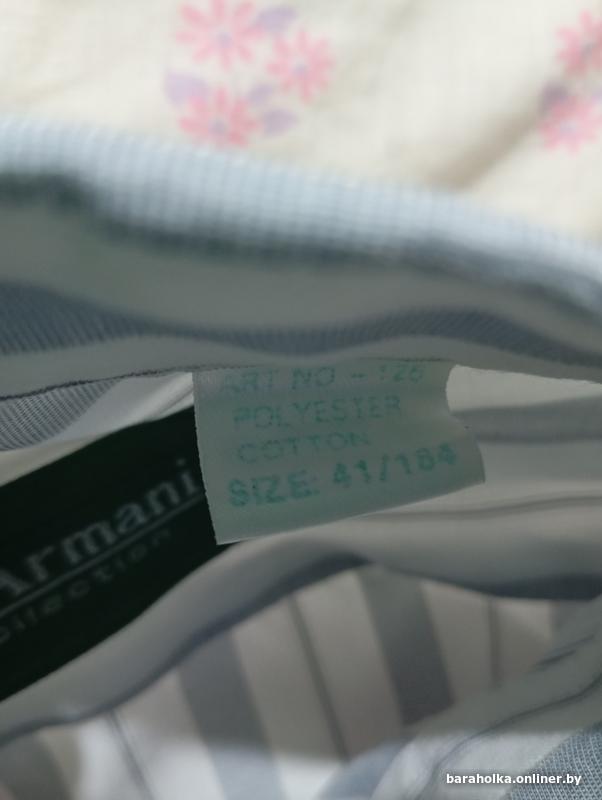 ART NO - 126
POLYESTER
COTTON
SIZE: 41/184
Armani
Collection
baraholka.onliner.by